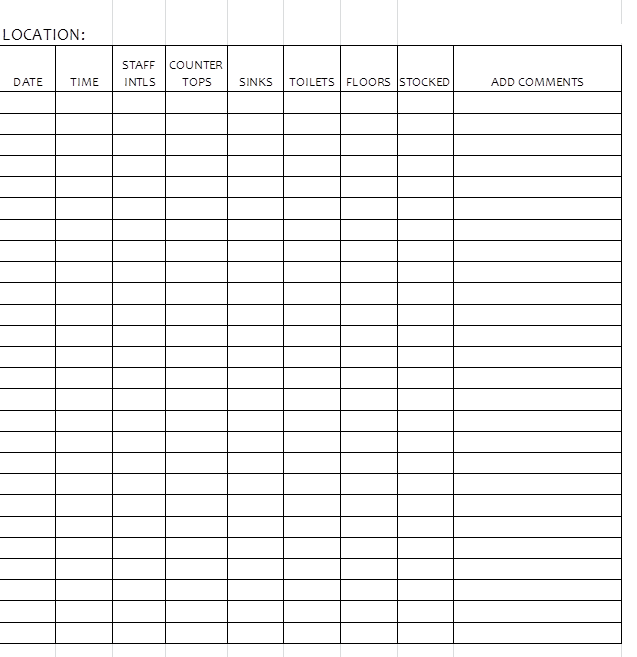 LOCATION:
STAFF COUNTER
DATE TIME INTLS TOPS SINKS TOILETS FLOORS STOCKED ADD COMMENTS